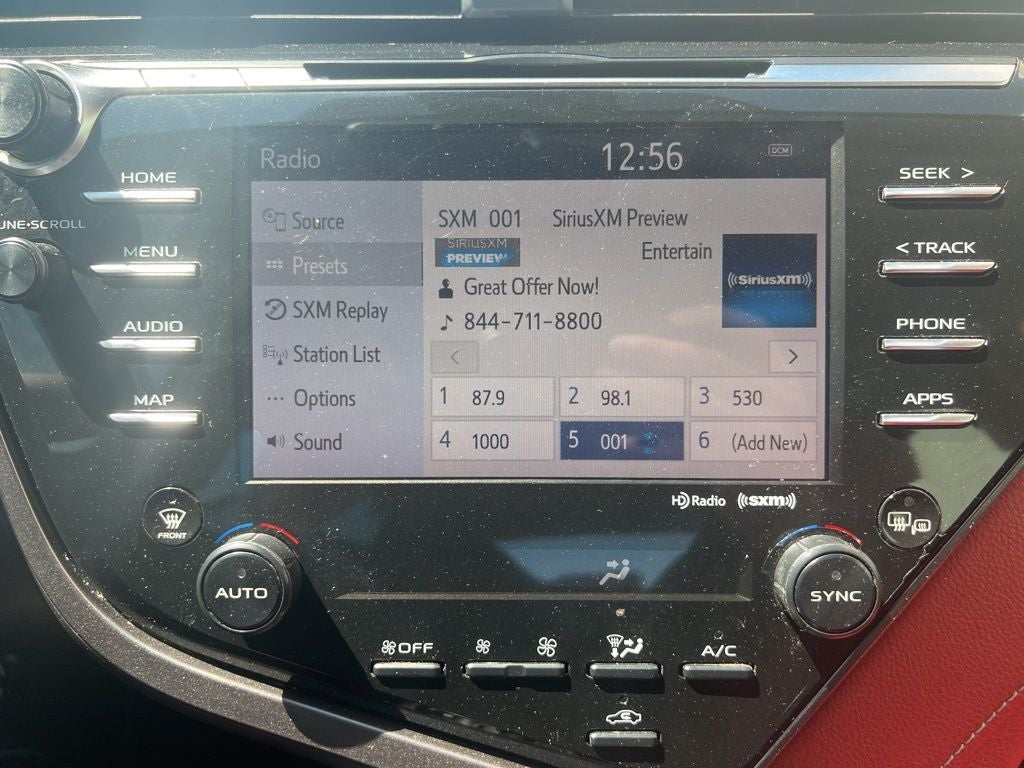 Radio 12:56 DCM
HOME
UNE•SCROLL
MENU
AUDIO
MAP
SEEK >
< TRACK
PHONE
APPS
Source
Presets
SXM Replay
Station List
Options
Sound
SXM 001 SiriusXM Preview
SIRIUSXM
PREVIEW
Entertain
((SiriusXM))
Great Offer Now!
844-711-8800
< >
1 87.9 2 98.1 3 530
4 1000 5 001 6 (Add New)
HD Radio ((sxm))
FRONT
AUTO
SYNC
OFF
A/C